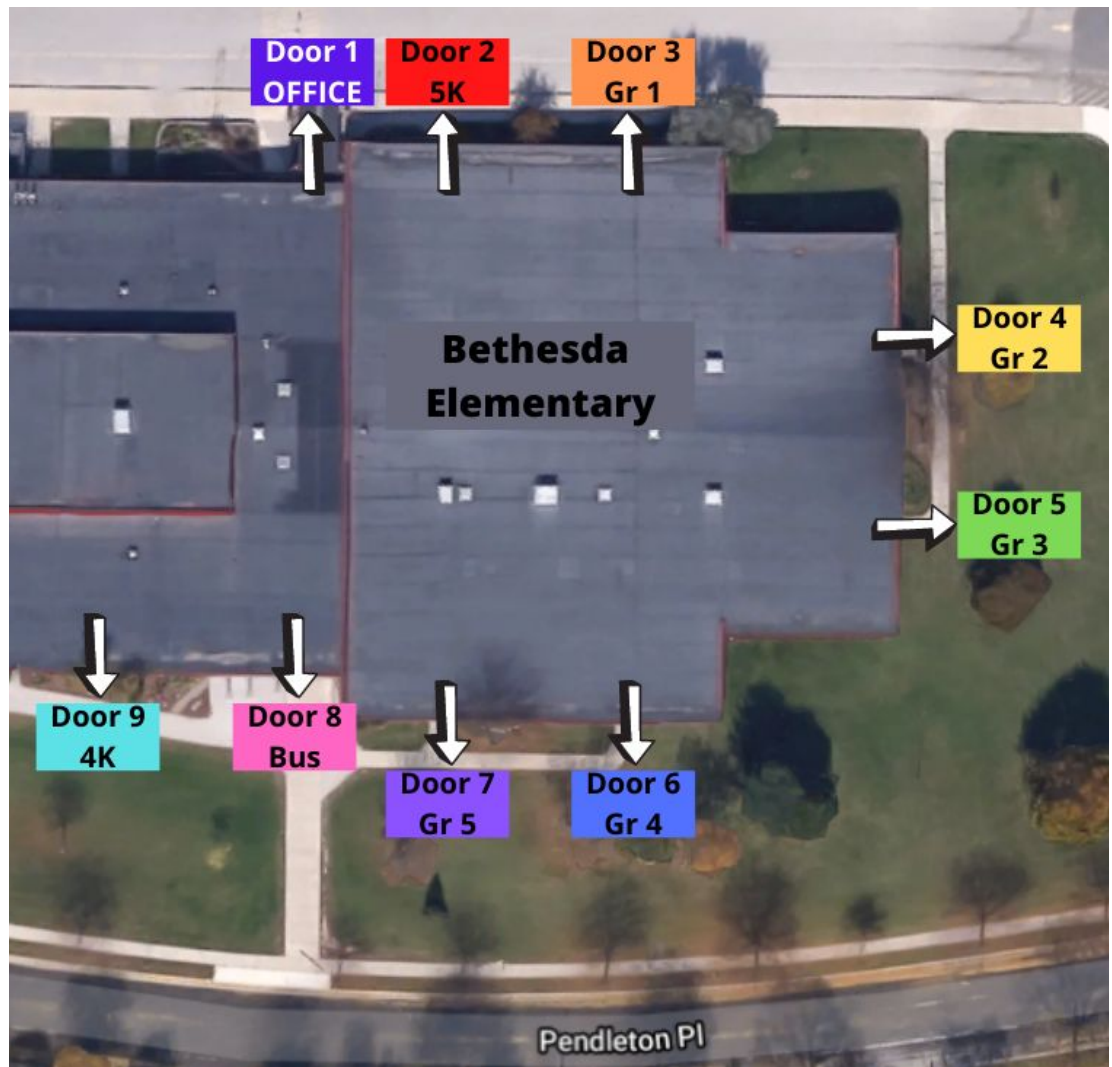 Door 1
OFFICE
Door 2
5K
Door 3
Gr 1
Bethesda
Elementary
Door 4
Gr 2
Door 5
Gr 3
Door 9
4K
Door 8
Bus
Door 7
Gr 5
Door 6
Gr 4
Pendleton Pl